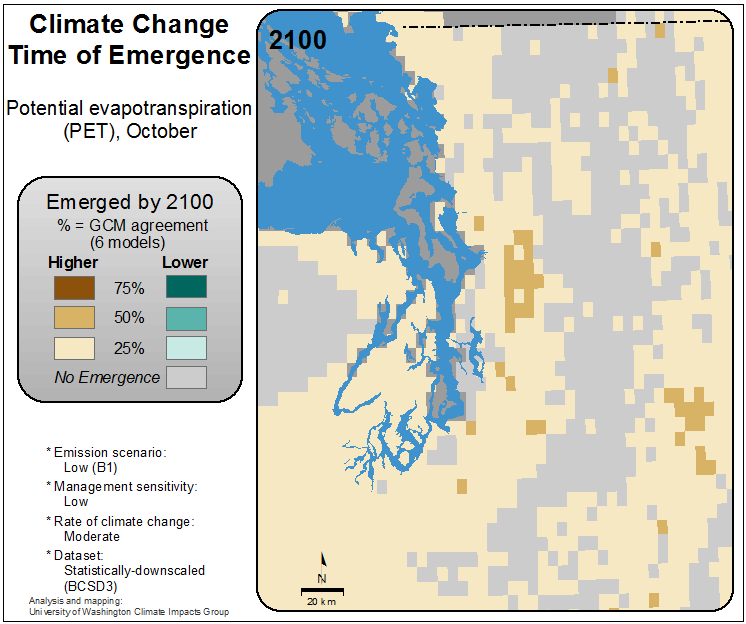 Climate Change
Time of Emergence
Potential evapotranspiration
(PET), October
Emerged by 2100
% = GCM agreement
(6 models)
Higher Lower
75%
50%
25%
No Emergence
* Emission scenario:
Low (B1)
* Management sensitivity:
Low
* Rate of climate change:
Moderate
* Dataset:
Statistically-downscaled
(BCSD3)
Analysis and mapping:
University of Washington Climate Impacts Group
2100
N
20 km